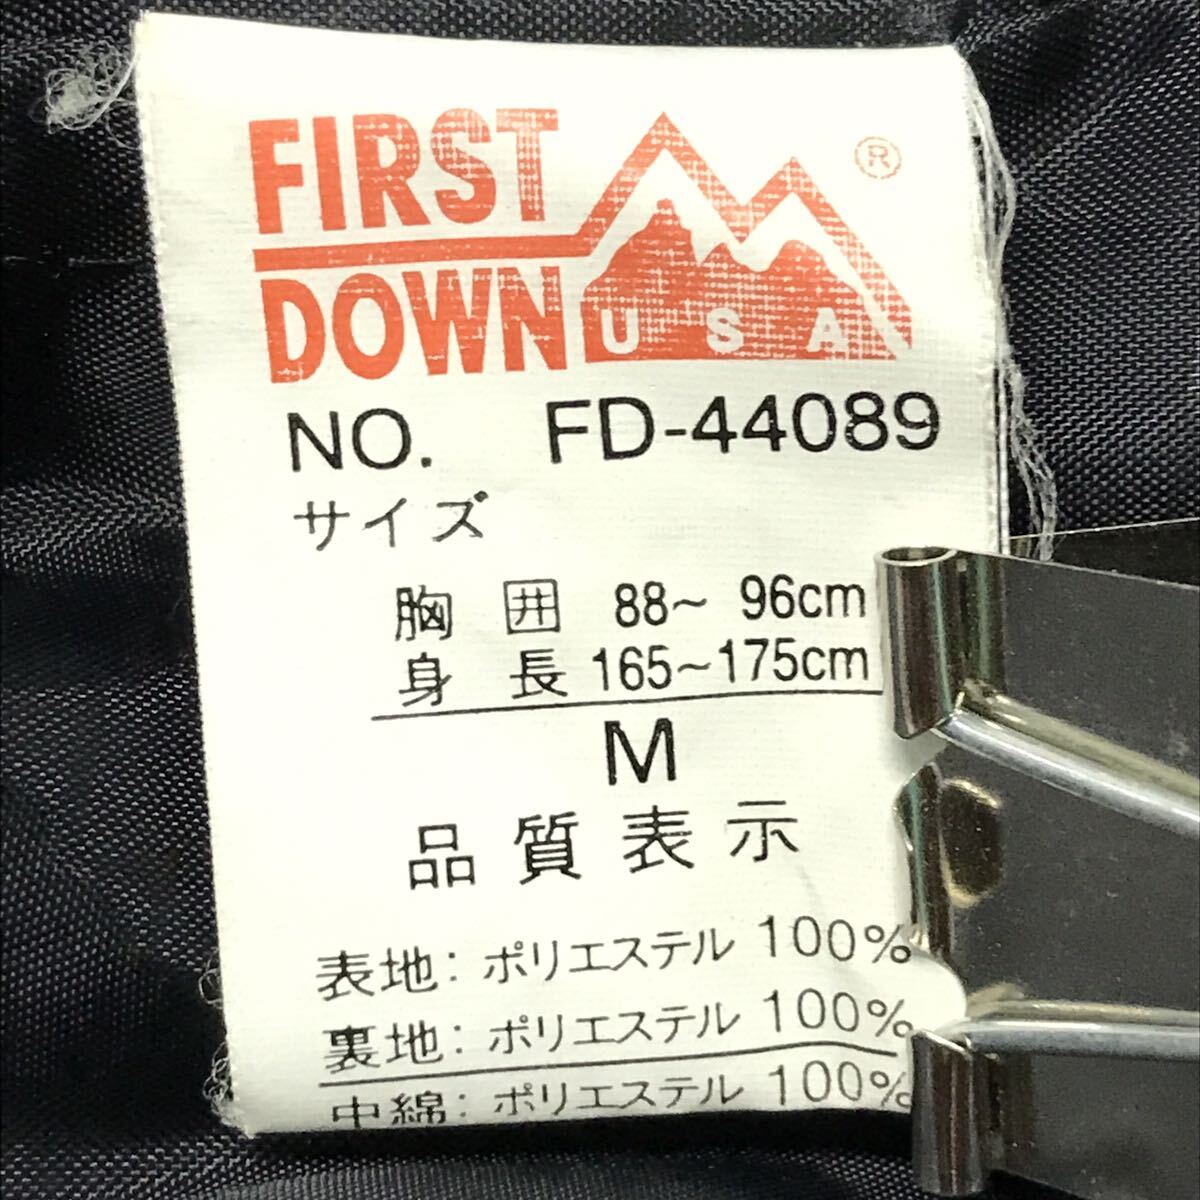 FIRST
DOWN USA ®
NO. FD-44089
サイズ
胸 囲 88~ 96cm
身 長 165~175cm
M
品質表示
表地: ポリエステル 100%
裏地: ポリエステル 100%
中綿: ポリエステル 100%